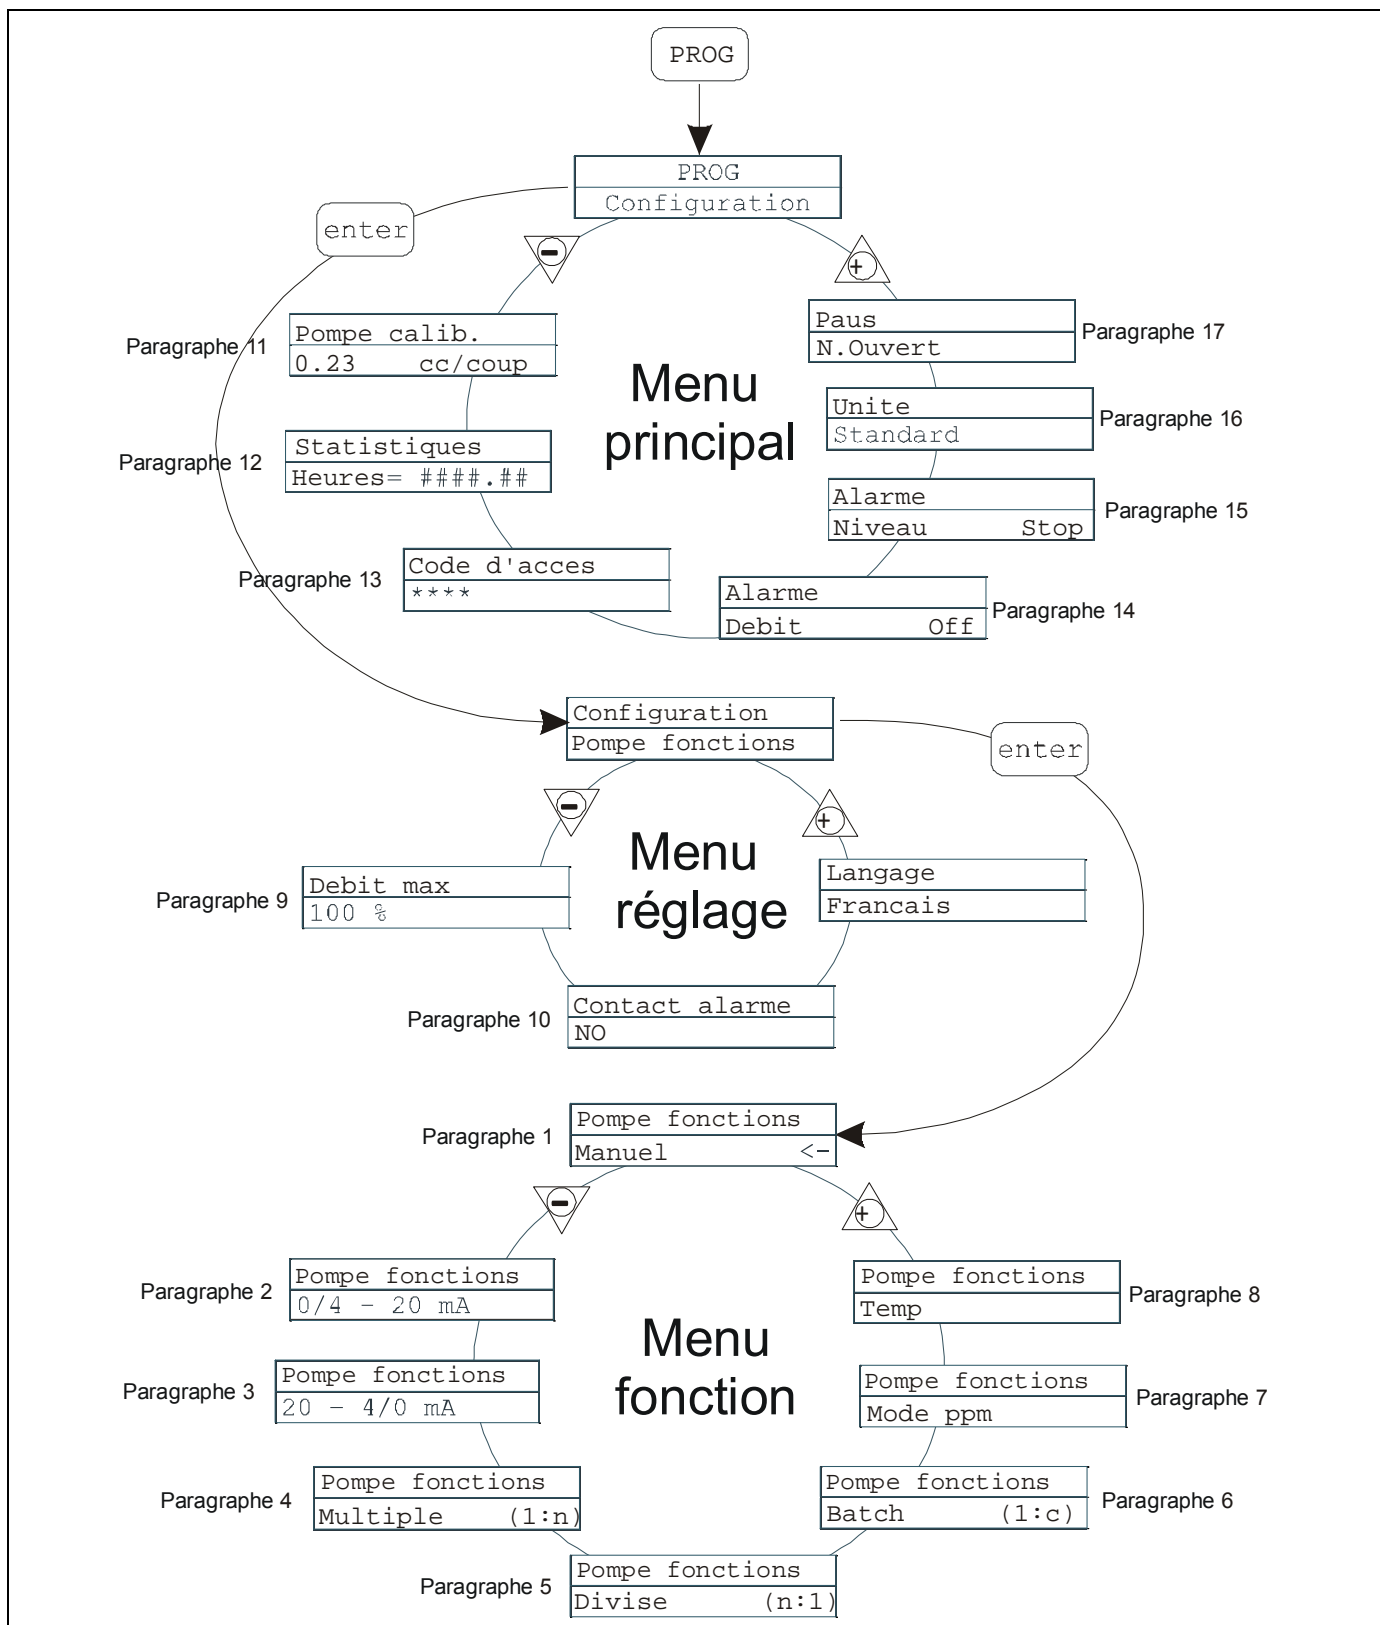 PROG
PROG
Configuration
enter
Pompe calib.
0.23 cc/coup
Paragraphe 11
Paus
N.Ouvert
Paragraphe 17
Menu
principal
Unite
Standard
Paragraphe 16
Statistiques
Heures= ####.##
Paragraphe 12
Alarme
Niveau Stop
Paragraphe 15
Code d'acces
****
Paragraphe 13
Alarme
Debit Off
Paragraphe 14
Configuration
Pompe fonctions
enter
Menu
réglage
Debit max
100 %
Paragraphe 9
Langage
Francais
Contact alarme
NO
Paragraphe 10
Pompe fonctions
Manuel <-
Paragraphe 1
Pompe fonctions
0/4 - 20 mA
Paragraphe 2
Pompe fonctions
Temp
Paragraphe 8
Menu
fonction
Pompe fonctions
20 - 4/0 mA
Paragraphe 3
Pompe fonctions
Mode ppm
Paragraphe 7
Pompe fonctions
Multiple (1:n)
Paragraphe 4
Pompe fonctions
Batch (1:c)
Paragraphe 6
Pompe fonctions
Divise (n:1)
Paragraphe 5